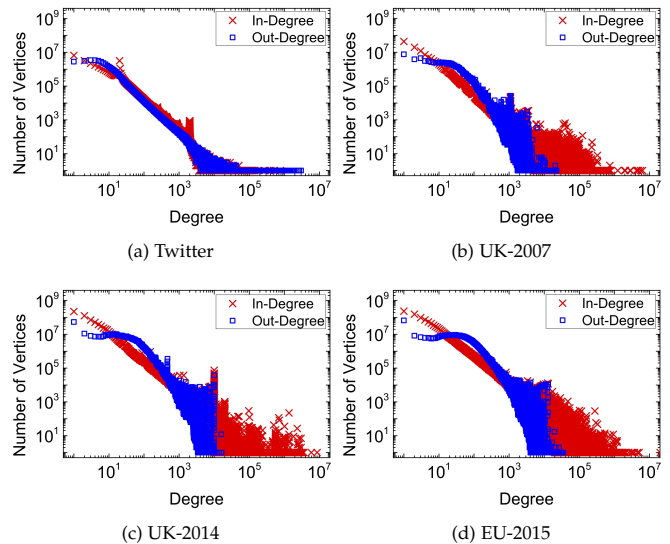 In-Degree
Out-Degree
Number of Vertices
10^9
10^7
10^5
10^3
10^1
10^1 10^3 10^5 10^7
Degree
(a) Twitter
In-Degree
Out-Degree
Number of Vertices
10^9
10^7
10^5
10^3
10^1
10^1 10^3 10^5 10^7
Degree
(b) UK-2007
In-Degree
Out-Degree
Number of Vertices
10^9
10^7
10^5
10^3
10^1
10^1 10^3 10^5 10^7
Degree
(c) UK-2014
In-Degree
Out-Degree
Number of Vertices
10^9
10^7
10^5
10^3
10^1
10^1 10^3 10^5 10^7
Degree
(d) EU-2015